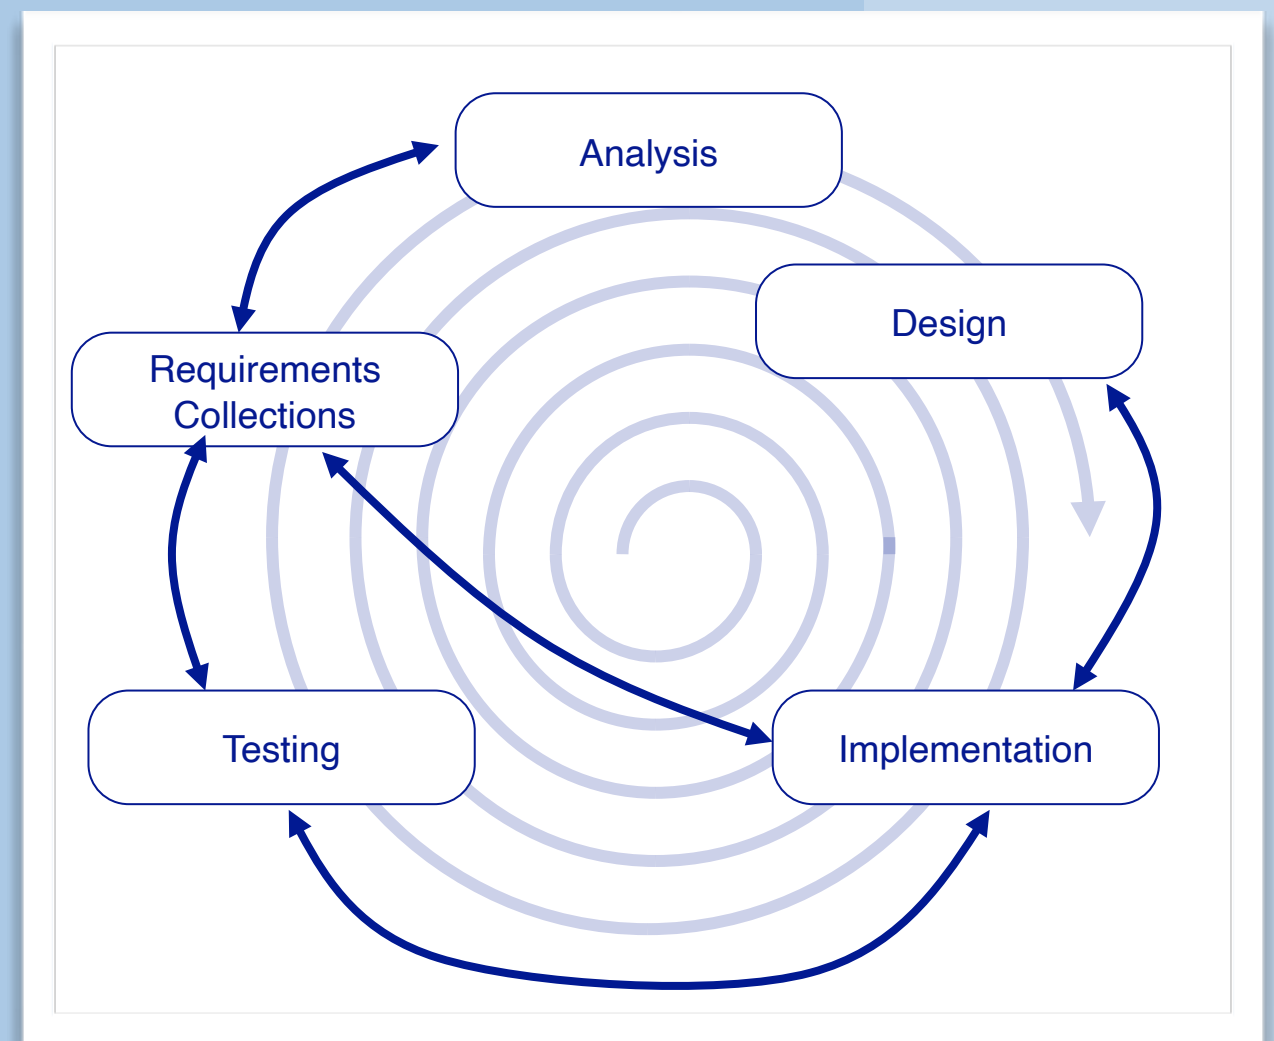 Analysis
Design
Requirements
Collections
Testing
Implementation